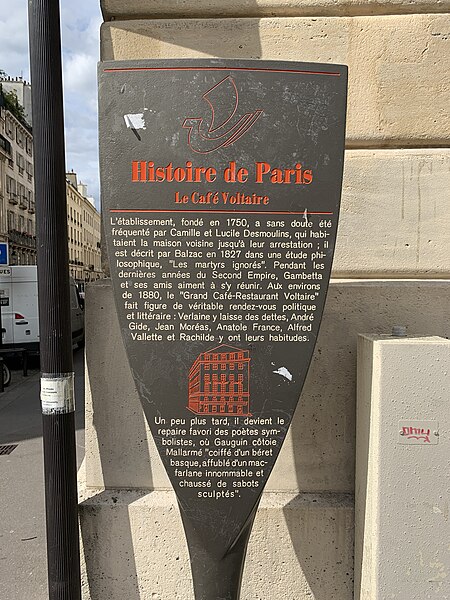 Histoire de Paris
Le Café Voltaire
L'établissement, fondé en 1750, a sans doute été
fréquenté par Camille et Lucile Desmoulins, qui habi-
taient la maison voisine jusqu'à leur arrestation ; il
est décrit par Balzac en 1827 dans une étude phi-
losophique, "Les martyrs ignorés". Pendant les
dernières années du Second Empire, Gambetta
et ses amis aiment à s'y réunir. Aux environs
de 1880, le "Grand Café-Restaurant Voltaire"
fait figure de véritable rendez-vous politique
et littéraire : Verlaine y laisse des dettes, André
Gide, Jean Moréas, Anatole France, Alfred
Vallette et Rachilde y ont leurs habitudes.
Un peu plus tard, il devient le
repaire favori des poètes sym-
bolistes, où Gauguin côtoie
Mallarmé "coiffé d'un béret
basque, affublé d'un mac-
farlane innommable et
chaussé de sabots
sculptés".